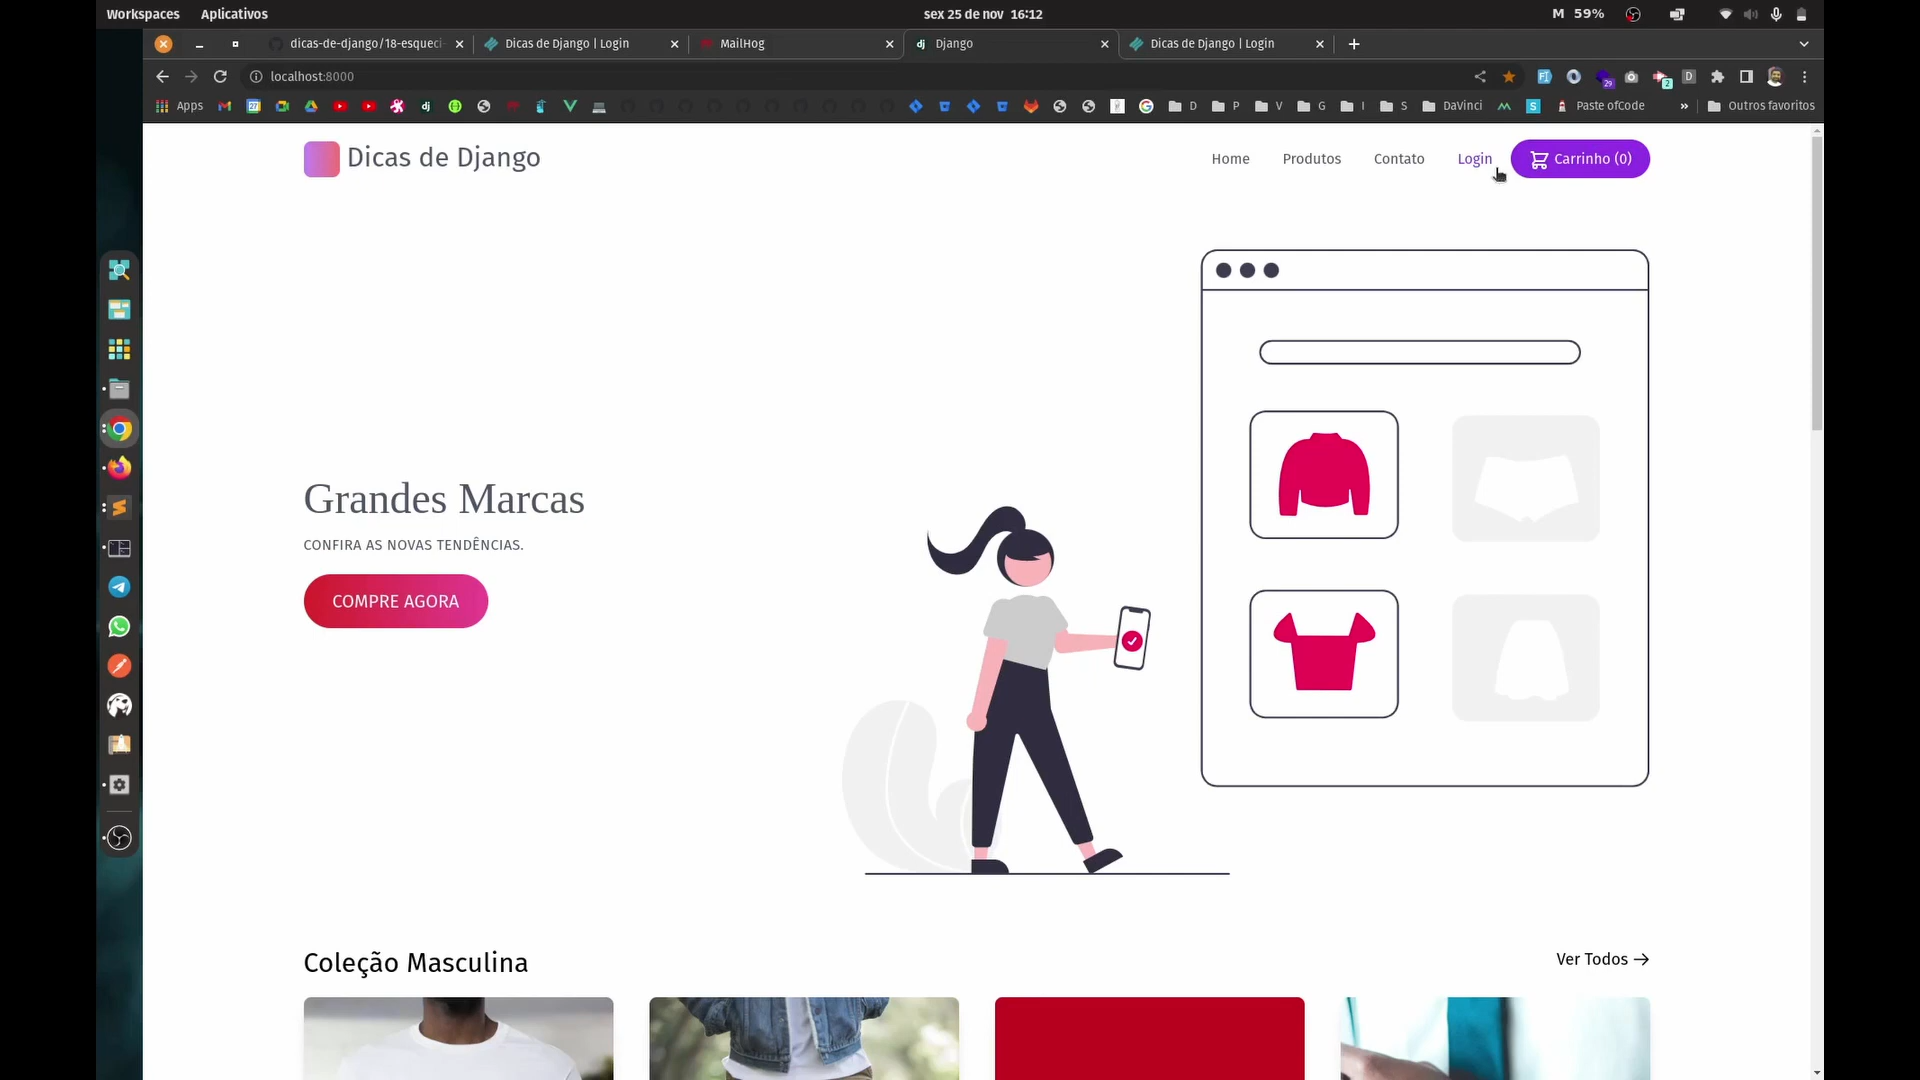 Workspaces Aplicativos sex 25 de nov 16:12 M 59%
dicas-de-django/18-esqueci- Dicas de Django | Login MailHog Django Dicas de Django | Login
localhost:8000
Apps D P V G I S DaVinci Paste ofCode » Outros favoritos
Dicas de Django Home Produtos Contato Login Carrinho (0)
Grandes Marcas
CONFIRA AS NOVAS TENDÊNCIAS.
COMPRE AGORA
Coleção Masculina Ver Todos →